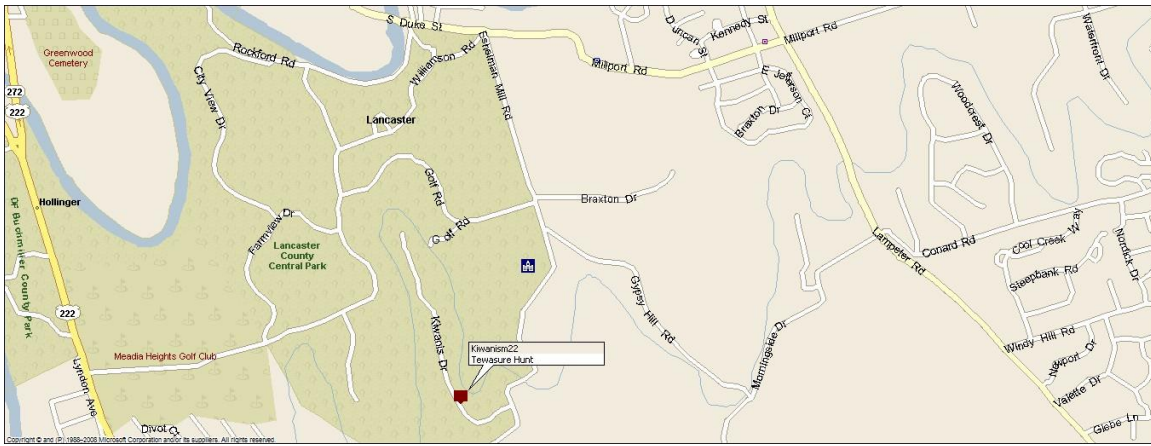 S Duke St
Greenwood
Cemetery
Rockford Rd
Williamson Rd
Eshelman Mill Rd
Millport Rd
Duncan St
Kennedy St
Millport Rd
Waterfront Dr
City View Dr
272
222
Lancaster
Jefferson Ct
Braxton Dr
Woodcrest Dr
Golf Rd
Braxton Dr
Hollinger
Farmview Dr
Golf Rd
Lancaster
County
Central Park
Lampeter Rd
Conard Rd
Cool Creek Way
Nordick Dr
Steepbank Rd
Gypsy Hill Rd
222
Kiwanis Dr
Morningside Dr
Windy Hill Rd
Meadia Heights Golf Club
Kiwanism22
Tewasure Hunt
Newport Dr
Valette Dr
Lyndon Ave
Divot Ct
Glebe Ln
Copyright © and (P) 1988-2008 Microsoft Corporation and/or its suppliers. All rights reserved.